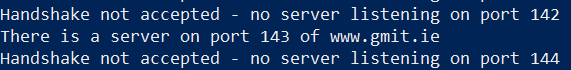 Handshake not accepted - no server listening on port 142
There is a server on port 143 of www.gmit.ie
Handshake not accepted - no server listening on port 144